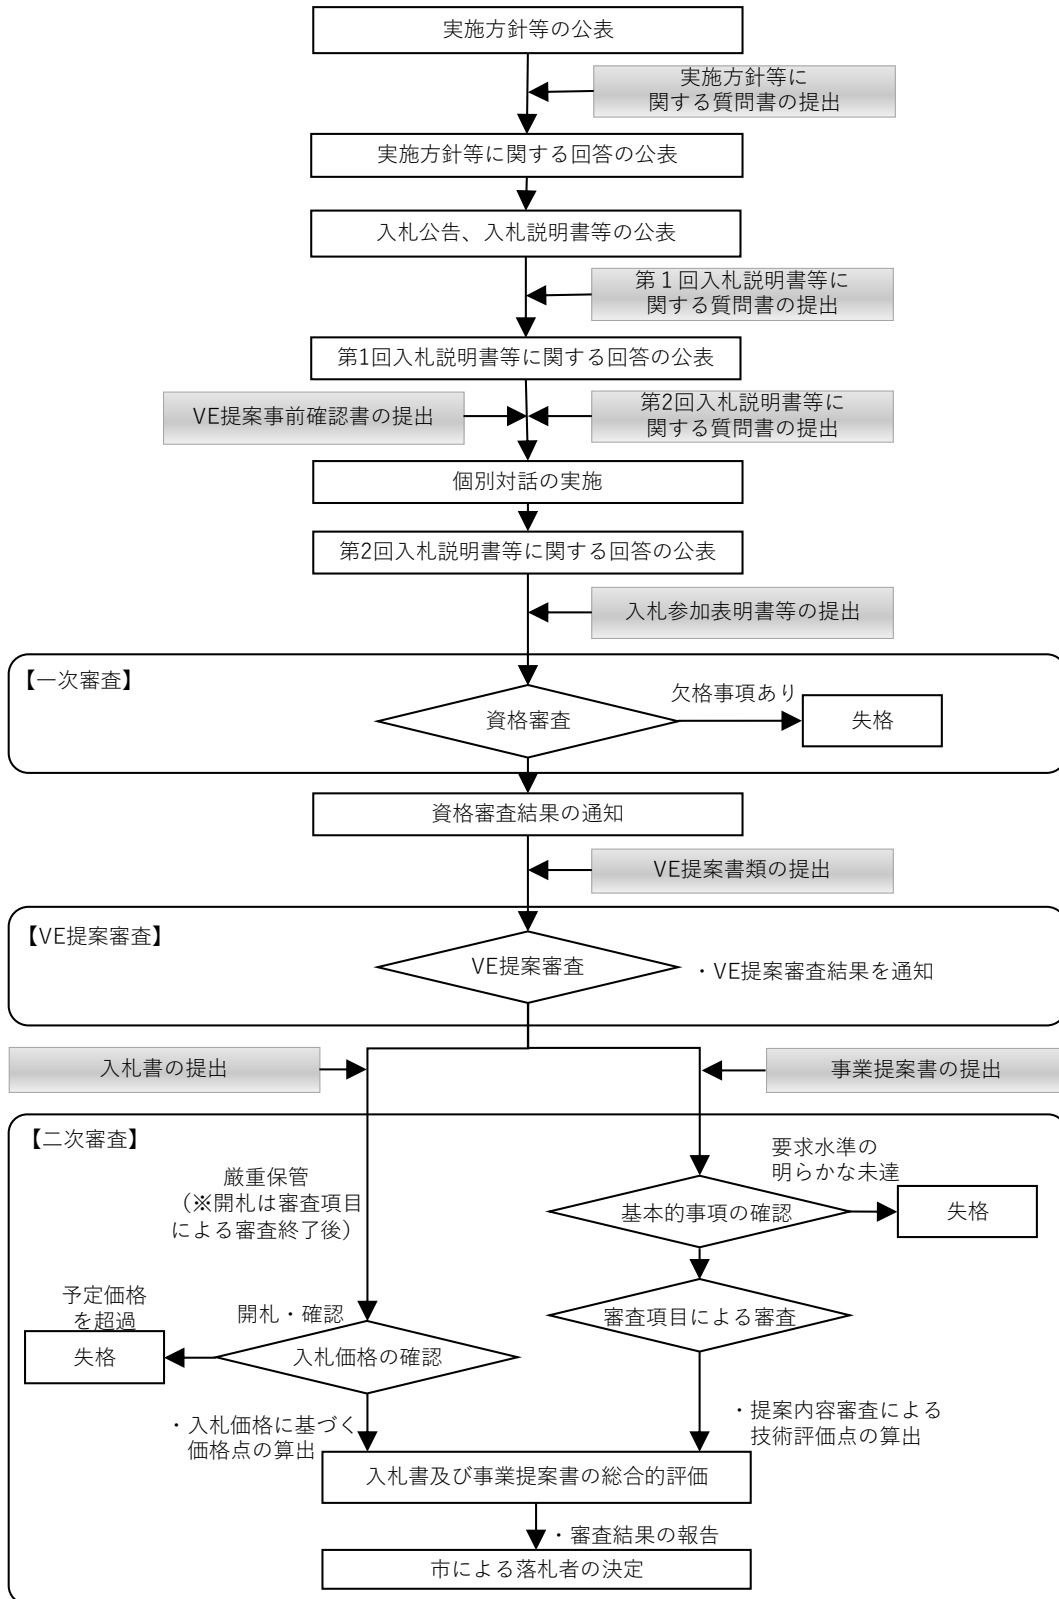 実施方針等の公表
実施方針等に
関する質問書の提出
実施方針等に関する回答の公表
入札公告、入札説明書等の公表
第１回入札説明書等に
関する質問書の提出
第1回入札説明書等に関する回答の公表
VE提案事前確認書の提出
第2回入札説明書等に
関する質問書の提出
個別対話の実施
第2回入札説明書等に関する回答の公表
入札参加表明書等の提出
【一次審査】
資格審査
欠格事項あり
失格
資格審査結果の通知
VE提案書類の提出
【VE提案審査】
VE提案審査
・VE提案審査結果を通知
入札書の提出
事業提案書の提出
【二次審査】
厳重保管
（※開札は審査項目
による審査終了後）
要求水準の
明らかな未達
基本的事項の確認
失格
審査項目による審査
予定価格
を超過
開札・確認
失格
入札価格の確認
・入札価格に基づく
価格点の算出
・提案内容審査による
技術評価点の算出
入札書及び事業提案書の総合的評価
・審査結果の報告
市による落札者の決定